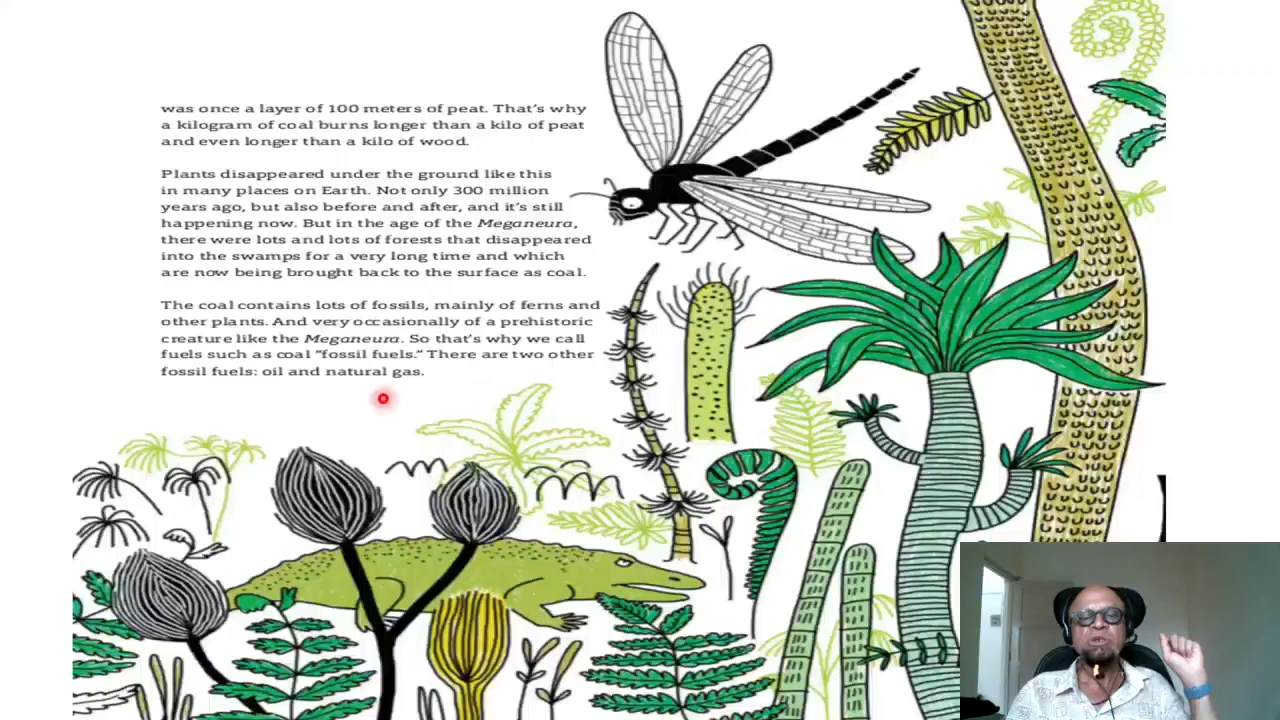 was once a layer of 100 meters of peat. That's why
a kilogram of coal burns longer than a kilo of peat
and even longer than a kilo of wood.
Plants disappeared under the ground like this
in many places on Earth. Not only 300 million
years ago, but also before and after, and it's still
happening now. But in the age of the Meganeura,
there were lots and lots of forests that disappeared
into the swamps for a very long time and which
are now being brought back to the surface as coal.
The coal contains lots of fossils, mainly of ferns and
other plants. And very occasionally of a prehistoric
creature like the Meganeura. So that's why we call
fuels such as coal "fossil fuels." There are two other
fossil fuels: oil and natural gas.